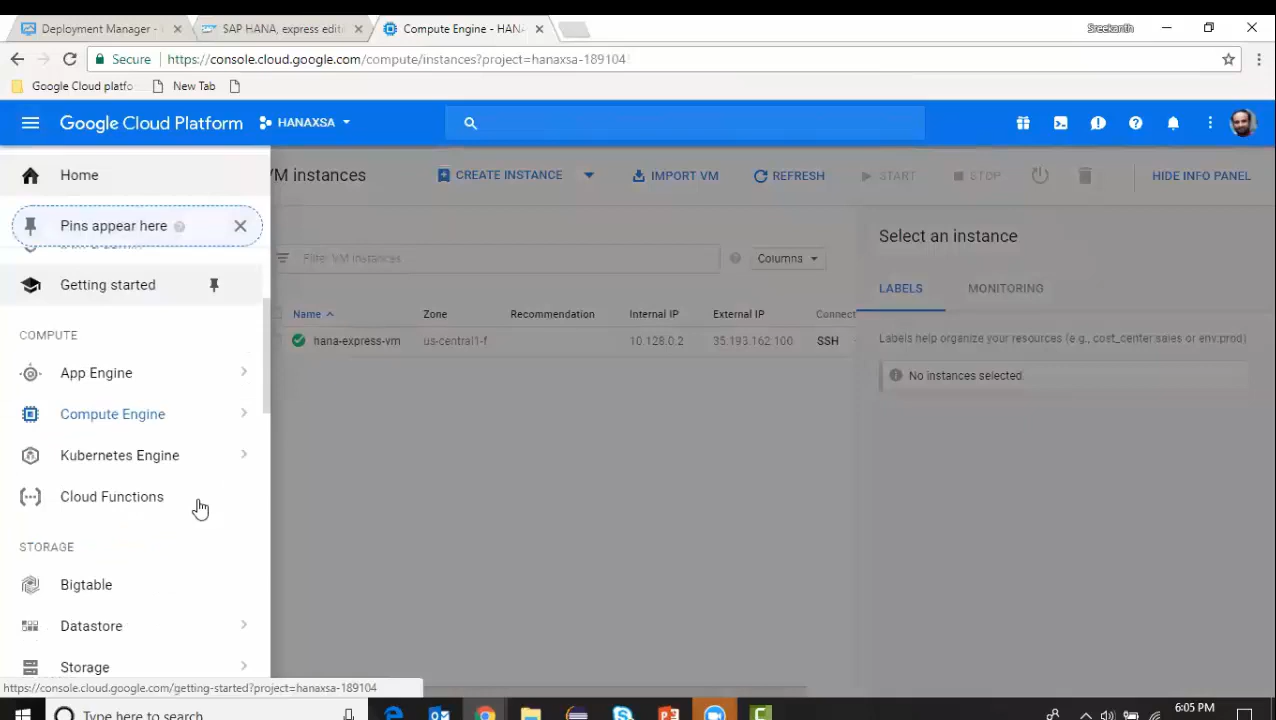 Deployment Manager -
SAP HANA, express editi
Compute Engine - HANA
Sreekanth
Secure
https://console.cloud.google.com/compute/instances?project=hanaxsa-189104
Google Cloud platfo
New Tab
Google Cloud Platform
HANAXSA
Home
VM instances
CREATE INSTANCE
IMPORT VM
REFRESH
START
STOP
HIDE INFO PANEL
Pins appear here
Getting started
Filter VM instances
Columns
Select an instance
LABELS
MONITORING
Name
Zone
Recommendation
Internal IP
External IP
Connect
hana-express-vm
us-central1-f
10.128.0.2
35.193.162.100
SSH
Labels help organize your resources (e.g., cost_center:sales or env:prod)
No instances selected.
COMPUTE
App Engine
Compute Engine
Kubernetes Engine
Cloud Functions
STORAGE
Bigtable
Datastore
Storage
https://console.cloud.google.com/getting-started?project=hanaxsa-189104
Type here to search
6:05 PM